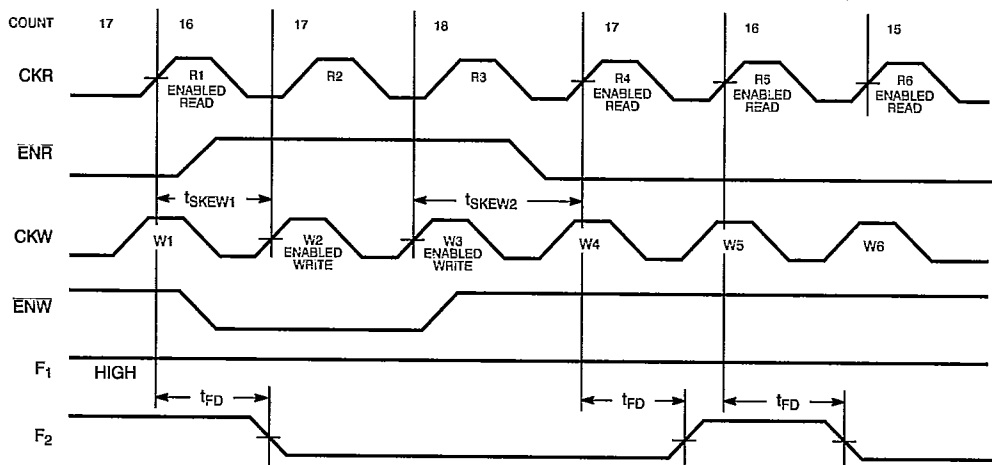 COUNT 17 16 17 18 17 16 15
CKR
R1 ENABLED READ
R2
R3
R4 ENABLED READ
R5 ENABLED READ
R6 ENABLED READ
ENR
tSKEW1 tSKEW2
CKW
W1
W2 ENABLED WRITE
W3 ENABLED WRITE
W4
W5
W6
ENW
F1 HIGH
tFD tFD tFD
F2